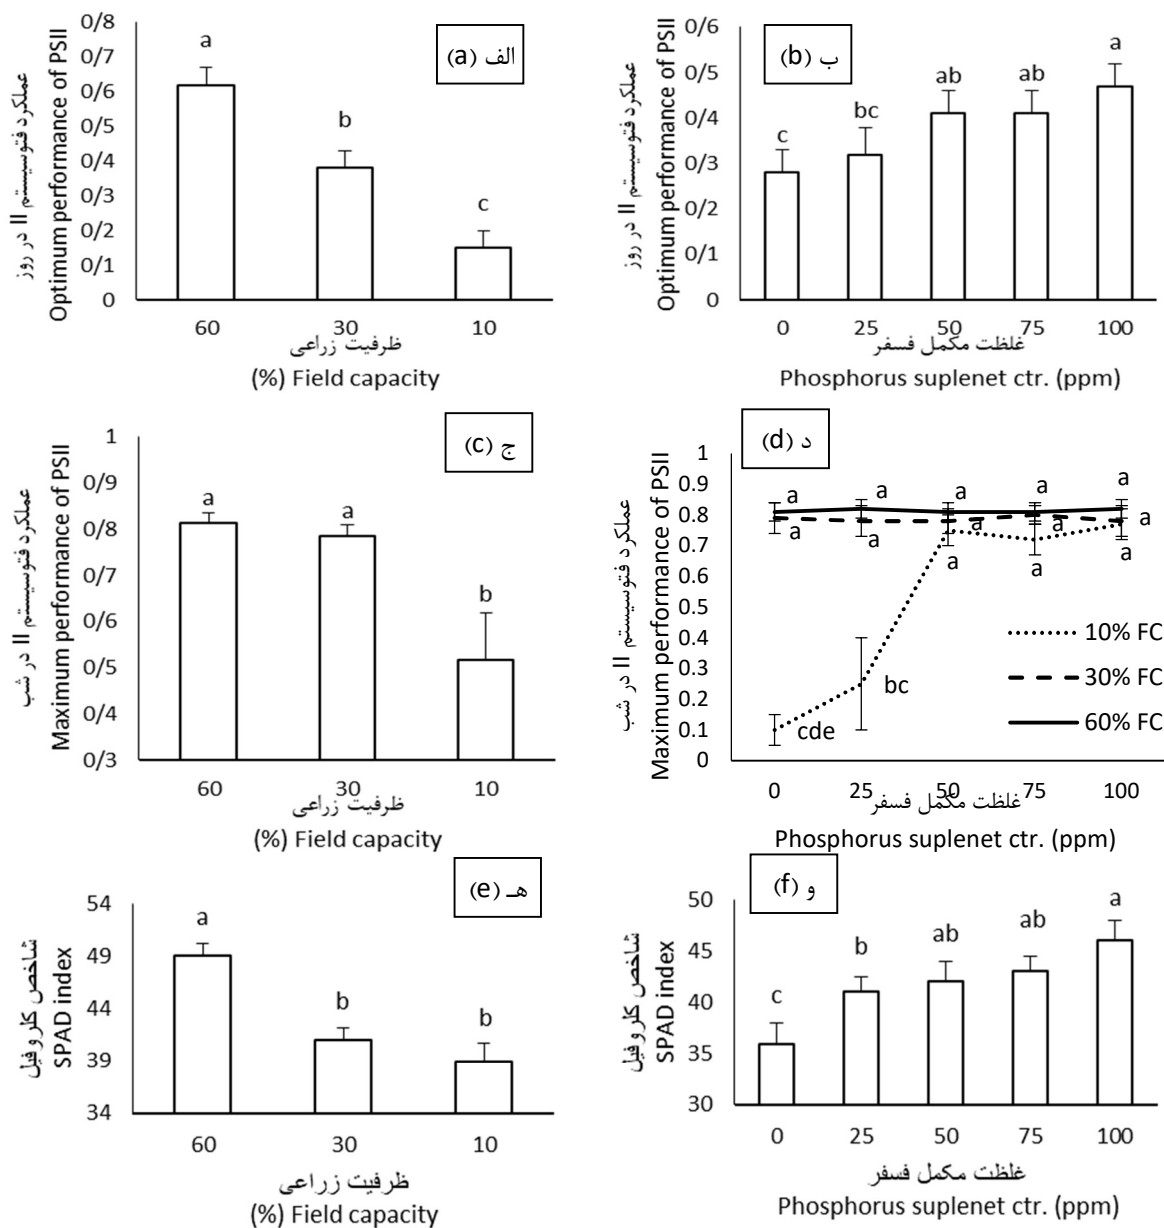 الف (a)
عملکرد فتوسیستم II در روز
Optimum performance of PSII
0/8
0/7
0/6
0/5
0/4
0/3
0/2
0/1
0
a
b
c
60
30
10
ظرفیت زراعی
(%) Field capacity
ب (b)
عملکرد فتوسیستم II در روز
Optimum performance of PSII
0/6
0/5
0/4
0/3
0/2
0/1
0
c
bc
ab
ab
a
0
25
50
75
100
غلظت مکمل فسفر
Phosphorus suplenet ctr. (ppm)
ج (c)
عملکرد فتوسیستم II در شب
Maximum performance of PSII
1
0/9
0/8
0/7
0/6
0/5
0/4
0/3
a
a
b
60
30
10
ظرفیت زراعی
(%) Field capacity
د (d)
عملکرد فتوسیستم II در شب
Maximum performance of PSII
1
0.9
0.8
0.7
0.6
0.5
0.4
0.3
0.2
0.1
0
a
a
a
a
a
a
a
a
a
a
a
a
a
bc
cde
10% FC
30% FC
60% FC
0
25
50
75
100
غلظت مکمل فسفر
Phosphorus suplenet ctr. (ppm)
هـ (e)
شاخص کلروفیل
SPAD index
54
49
44
39
34
a
b
b
60
30
10
ظرفیت زراعی
(%) Field capacity
و (f)
شاخص کلروفیل
SPAD index
50
45
40
35
30
c
b
ab
ab
a
0
25
50
75
100
غلظت مکمل فسفر
Phosphorus suplenet ctr. (ppm)